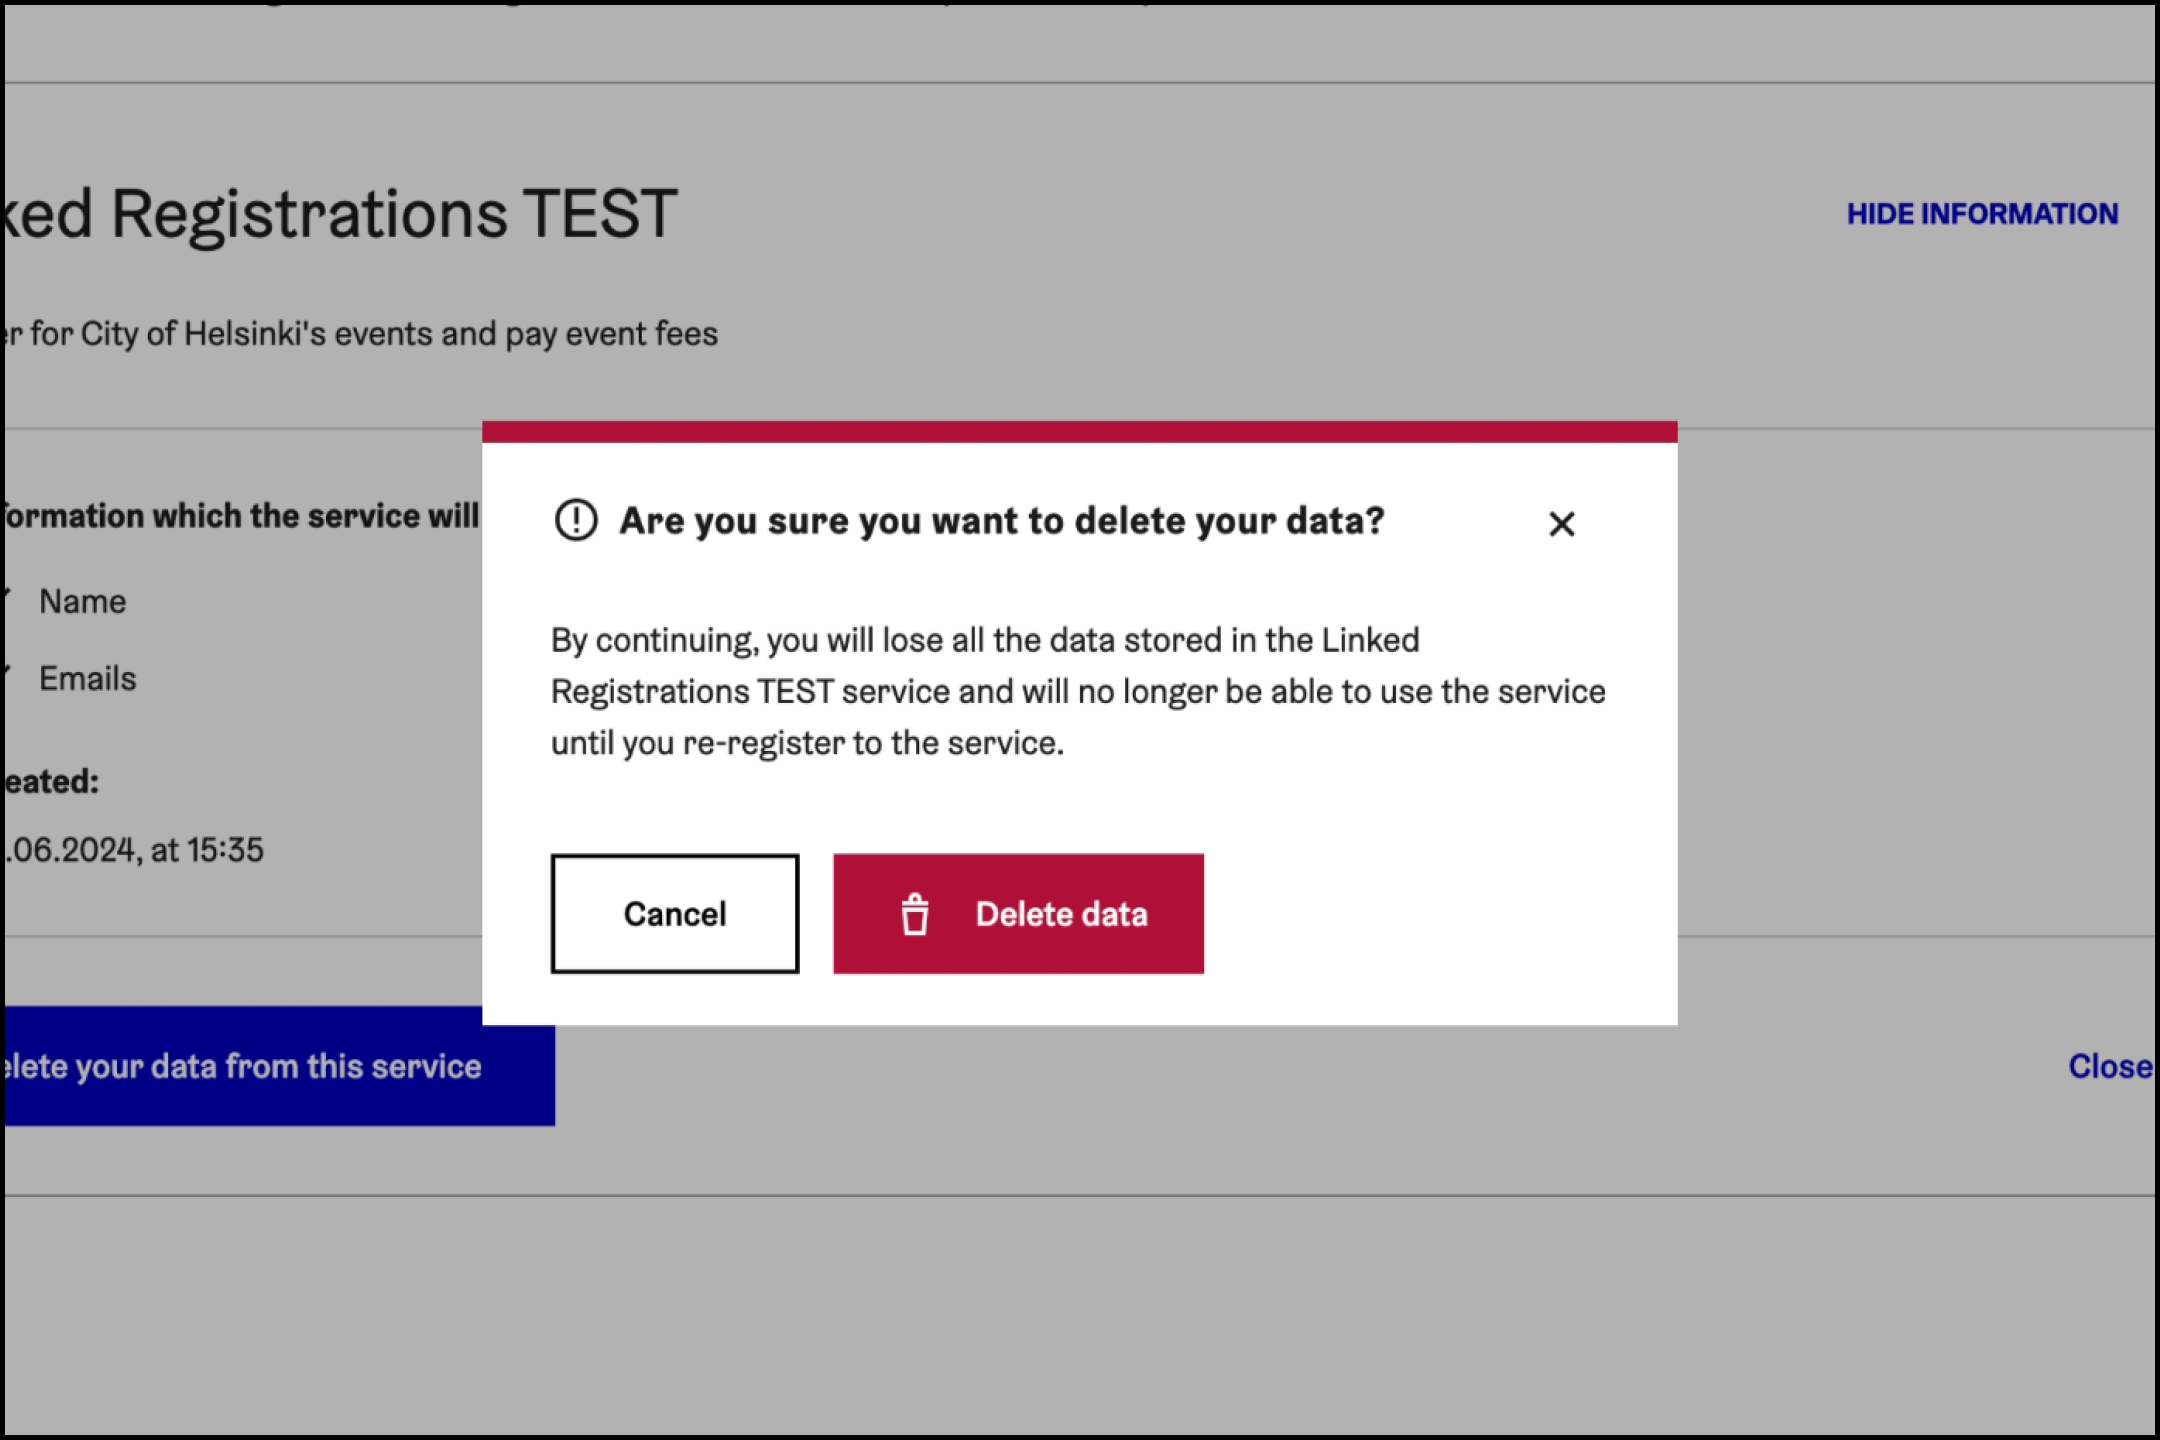 ked Registrations TEST
HIDE INFORMATION
er for City of Helsinki's events and pay event fees
formation which the service will
Name
Emails
eated:
.06.2024, at 15:35
elete your data from this service
Close
Are you sure you want to delete your data?
By continuing, you will lose all the data stored in the Linked
Registrations TEST service and will no longer be able to use the service
until you re-register to the service.
Cancel
Delete data